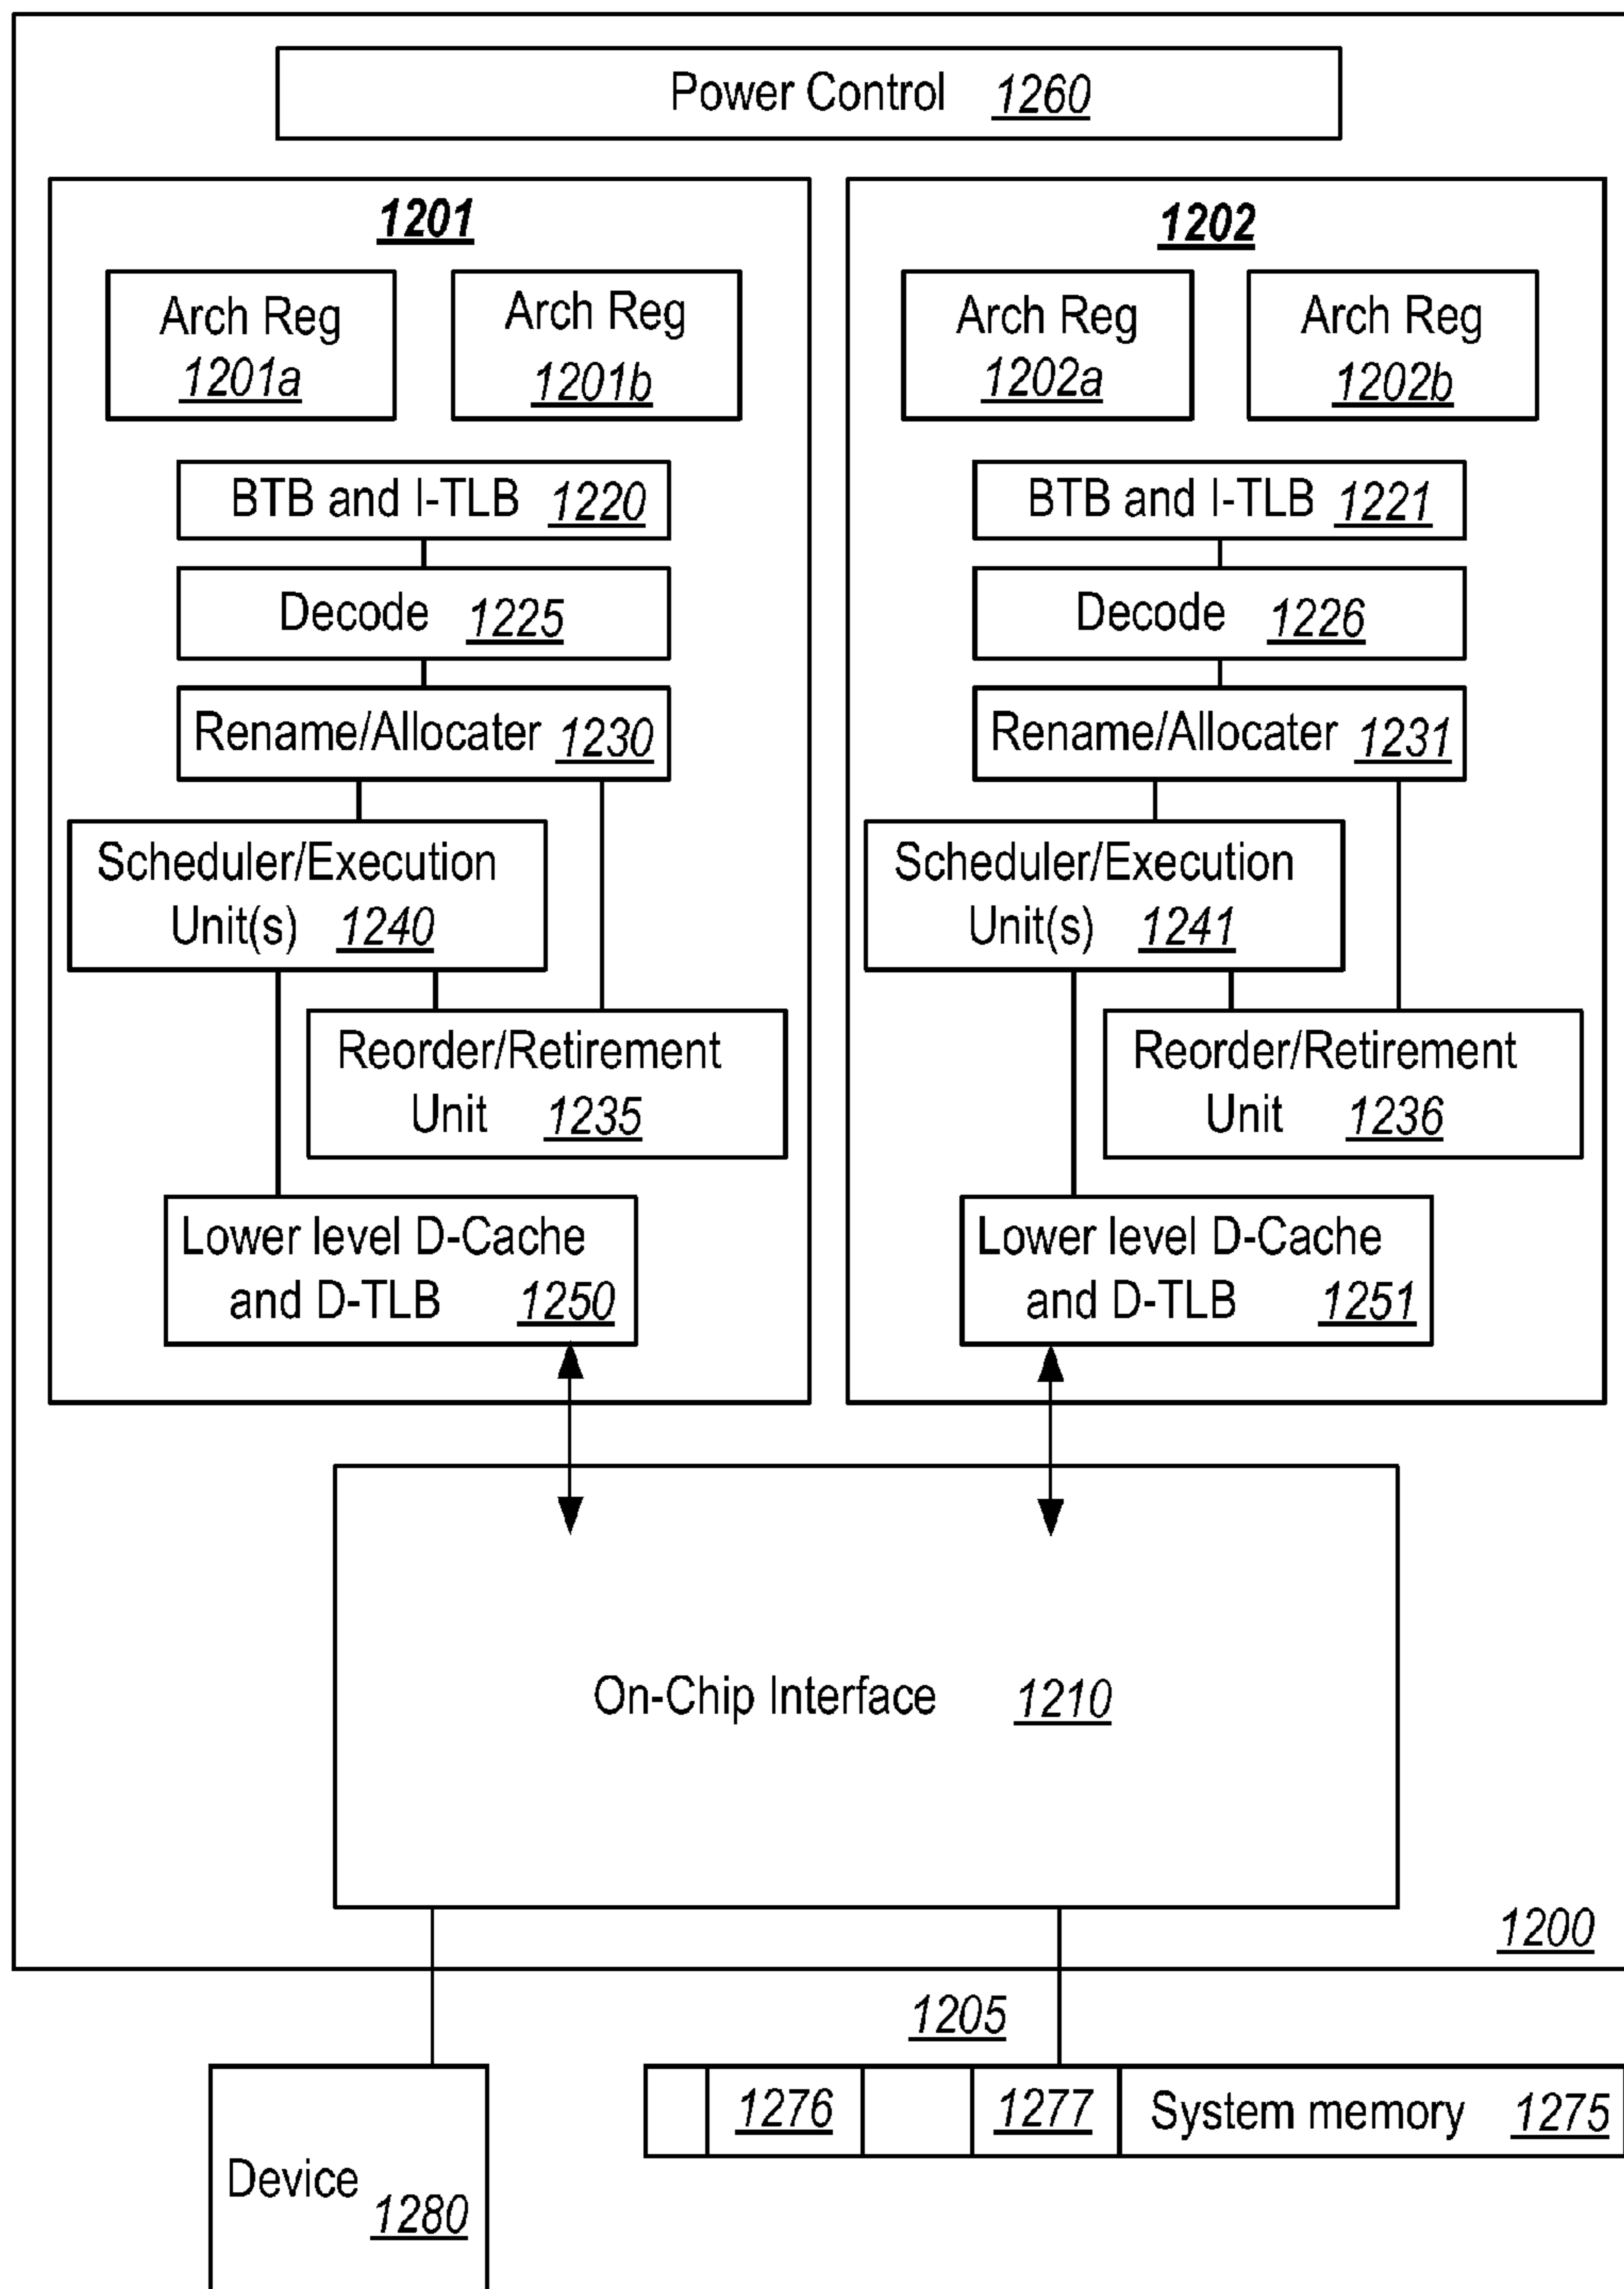 Power Control 1260
1201
Arch Reg
1201a
Arch Reg
1201b
BTB and I-TLB 1220
Decode 1225
Rename/Allocater 1230
Scheduler/Execution
Unit(s) 1240
Reorder/Retirement
Unit 1235
Lower level D-Cache
and D-TLB 1250
1202
Arch Reg
1202a
Arch Reg
1202b
BTB and I-TLB 1221
Decode 1226
Rename/Allocater 1231
Scheduler/Execution
Unit(s) 1241
Reorder/Retirement
Unit 1236
Lower level D-Cache
and D-TLB 1251
On-Chip Interface 1210
1200
1205
1276
1277
System memory 1275
Device 1280